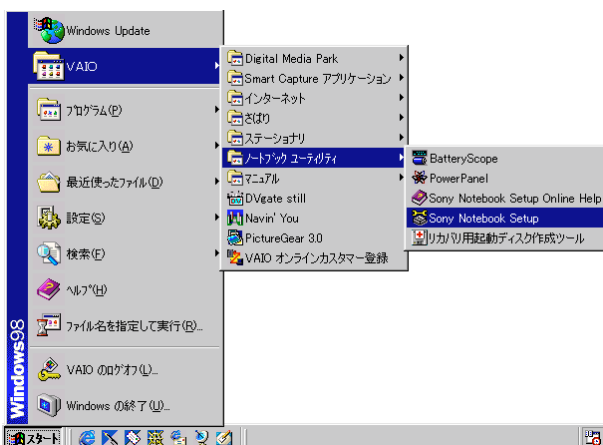 Windows Update
VAIO
プログラム(P)
お気に入り(A)
最近使ったファイル(D)
設定(S)
検索(F)
ヘルプ(H)
ファイル名を指定して実行(R)...
VAIO のログオフ(L)...
Windows の終了(U)...
Windows98
スタート
Digital Media Park
Smart Capture アプリケーション
インターネット
さぱり
ステーショナリ
ノートブック ユーティリティ
マニュアル
DVgate still
Navin' You
PictureGear 3.0
VAIO オンラインカスタマー登録
BatteryScope
PowerPanel
Sony Notebook Setup Online Help
Sony Notebook Setup
リカバリ用起動ディスク作成ツール